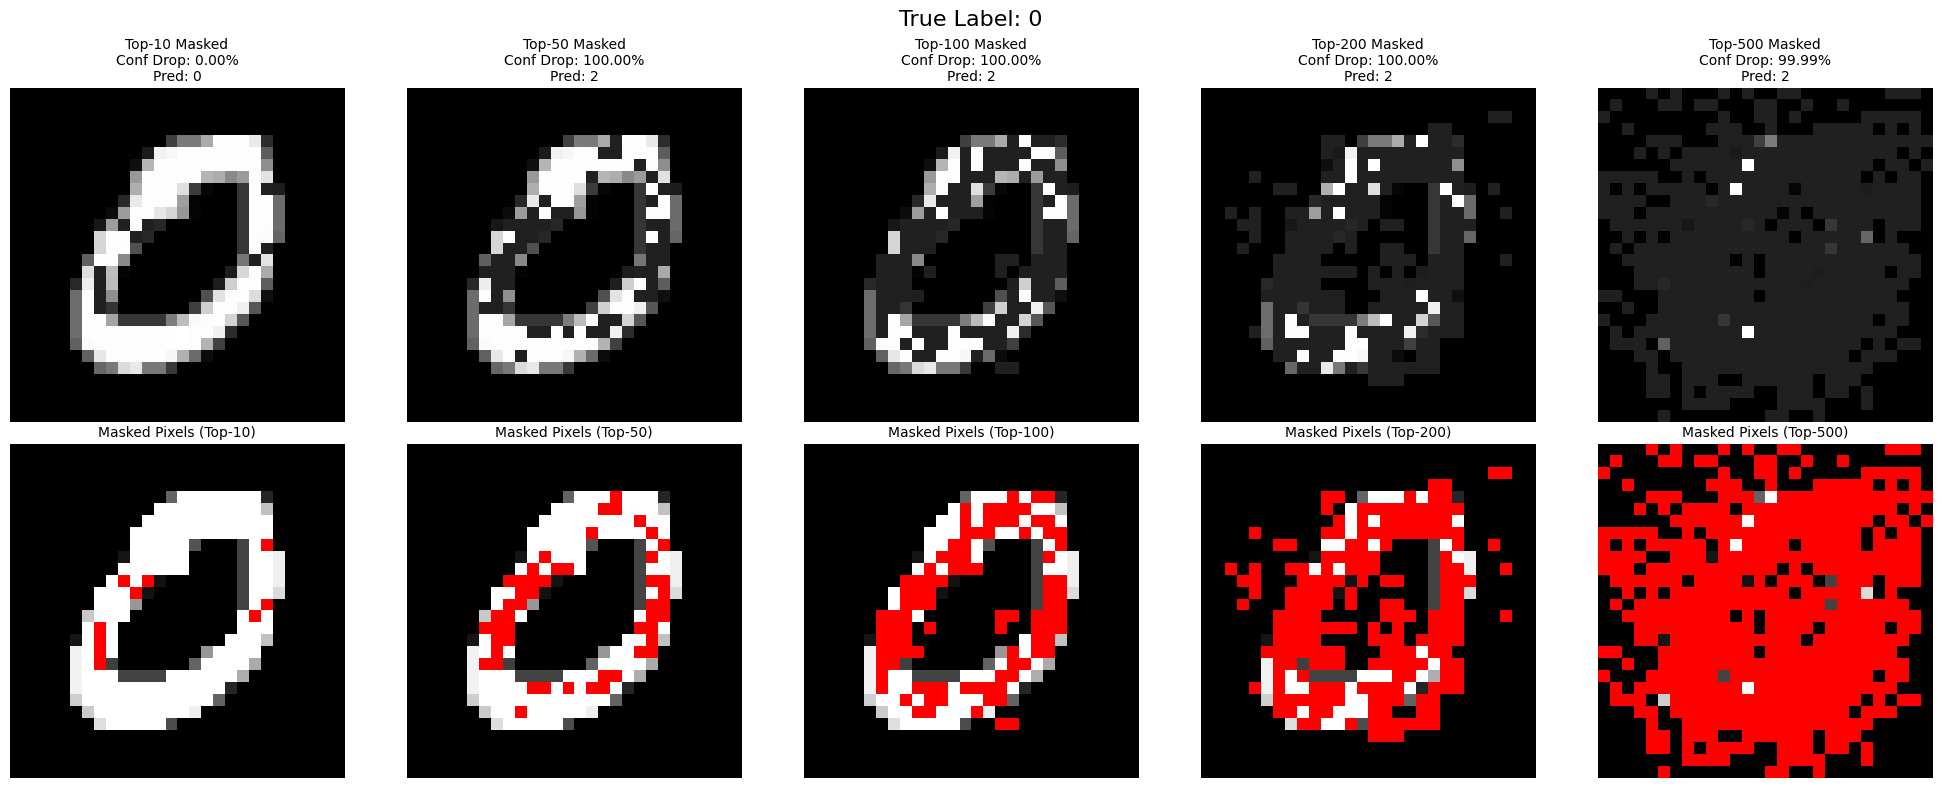 True Label: 0
Top-10 Masked
Conf Drop: 0.00%
Pred: 0
Top-50 Masked
Conf Drop: 100.00%
Pred: 2
Top-100 Masked
Conf Drop: 100.00%
Pred: 2
Top-200 Masked
Conf Drop: 100.00%
Pred: 2
Top-500 Masked
Conf Drop: 99.99%
Pred: 2
Masked Pixels (Top-10)
Masked Pixels (Top-50)
Masked Pixels (Top-100)
Masked Pixels (Top-200)
Masked Pixels (Top-500)